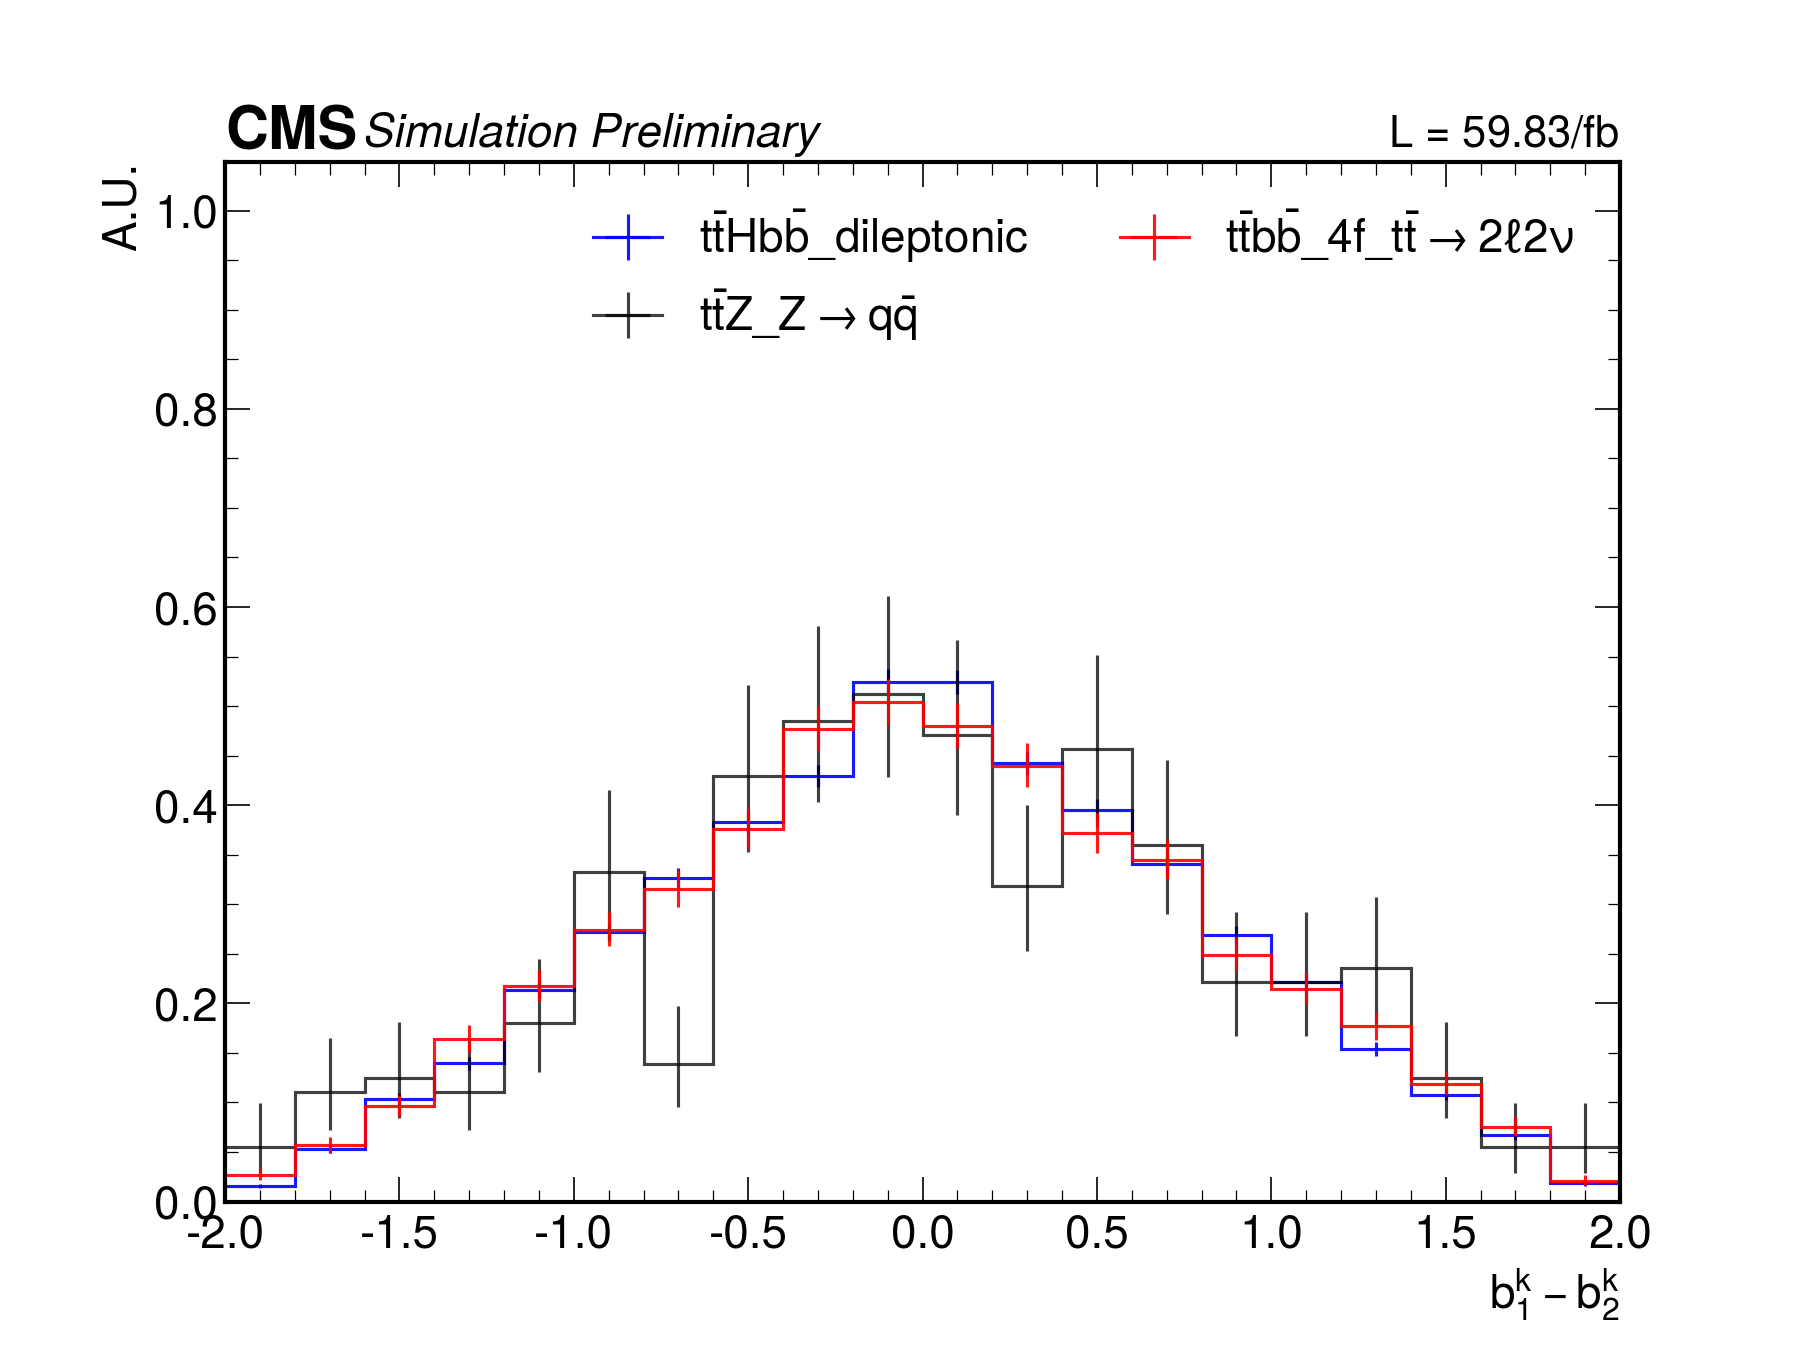 CMS Simulation Preliminary L = 59.83/fb
A.U.
tt̄Hbb̄_dileptonic tt̄bb̄_4f_tt̄ → 2ℓ2ν
tt̄Z_Z → qq̄
1.0
0.8
0.6
0.4
0.2
0.0
-2.0 -1.5 -1.0 -0.5 0.0 0.5 1.0 1.5 2.0
b₁ᵏ − b₂ᵏ